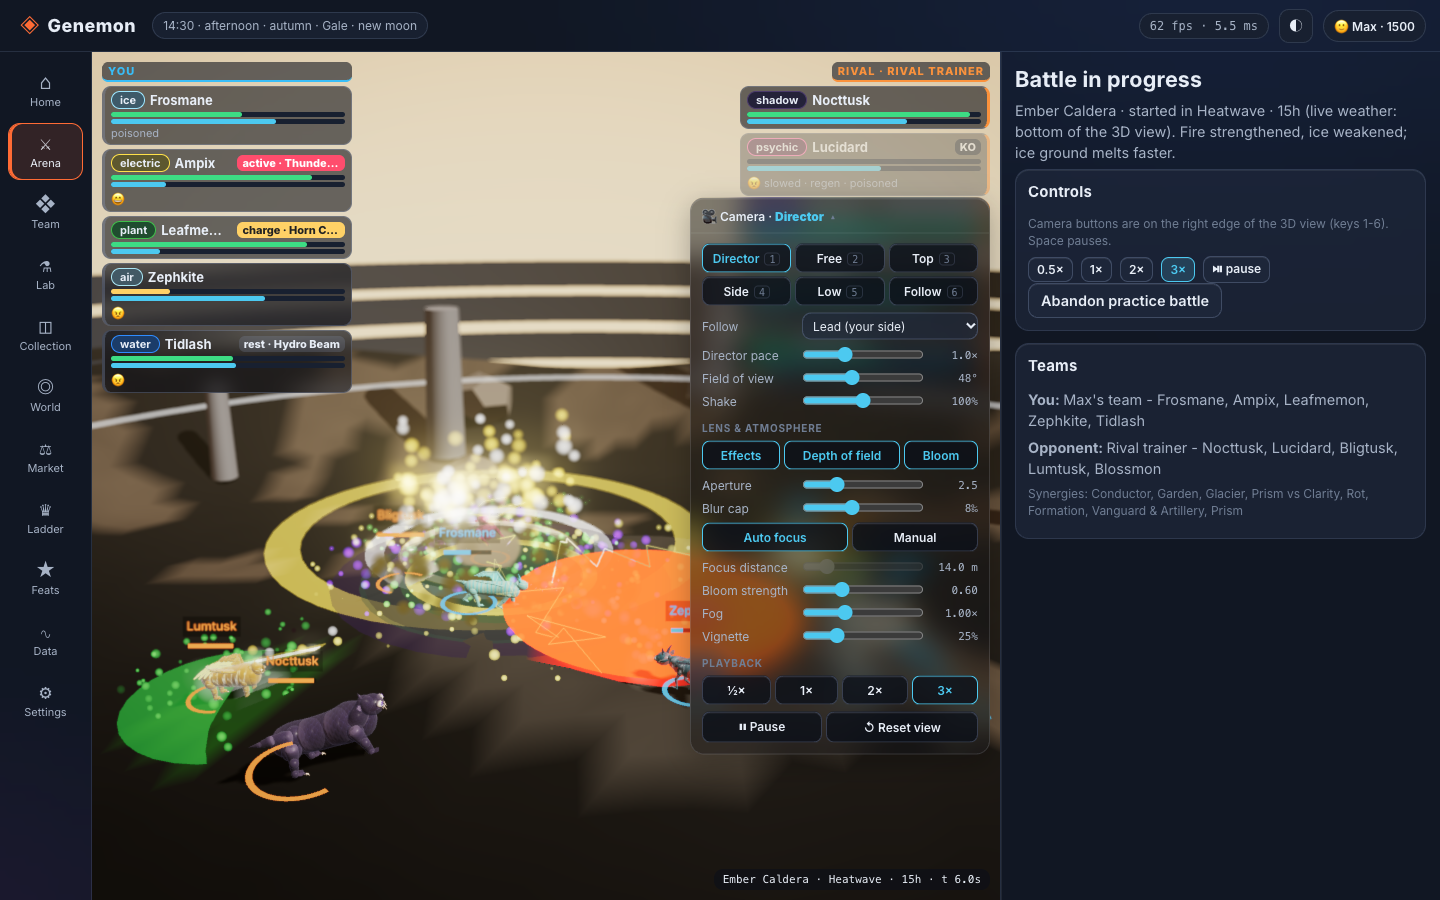 Genemon
14:30 · afternoon · autumn · Gale · new moon
62 fps · 5.5 ms
Max · 1500
Home
Arena
Team
Lab
Collection
World
Market
Ladder
Feats
Data
Settings
YOU
ice Frosmane
poisoned
electric Ampix active · Thunde...
plant Leafme... charge · Horn C...
air Zephkite
water Tidlash rest · Hydro Beam
RIVAL · RIVAL TRAINER
shadow Nocttusk
psychic Lucidard KO
slowed · regen · poisoned
Camera · Director
Director 1 Free 2 Top 3
Side 4 Low 5 Follow 6
Follow Lead (your side)
Director pace 1.0×
Field of view 48°
Shake 100%
LENS & ATMOSPHERE
Effects Depth of field Bloom
Aperture 2.5
Blur cap 8‰
Auto focus Manual
Focus distance 14.0 m
Bloom strength 0.60
Fog 1.00×
Vignette 25%
PLAYBACK
½× 1× 2× 3×
Pause Reset view
Frosmane
Lumtusk
Nocttusk
Ember Caldera · Heatwave · 15h · t 6.0s
Battle in progress
Ember Caldera · started in Heatwave · 15h (live weather:
bottom of the 3D view). Fire strengthened, ice weakened;
ice ground melts faster.
Controls
Camera buttons are on the right edge of the 3D view (keys 1-6).
Space pauses.
0.5× 1× 2× 3× pause
Abandon practice battle
Teams
You: Max's team - Frosmane, Ampix, Leafmemon,
Zephkite, Tidlash
Opponent: Rival trainer - Nocttusk, Lucidard, Bligtusk,
Lumtusk, Blossmon
Synergies: Conductor, Garden, Glacier, Prism vs Clarity, Rot,
Formation, Vanguard & Artillery, Prism